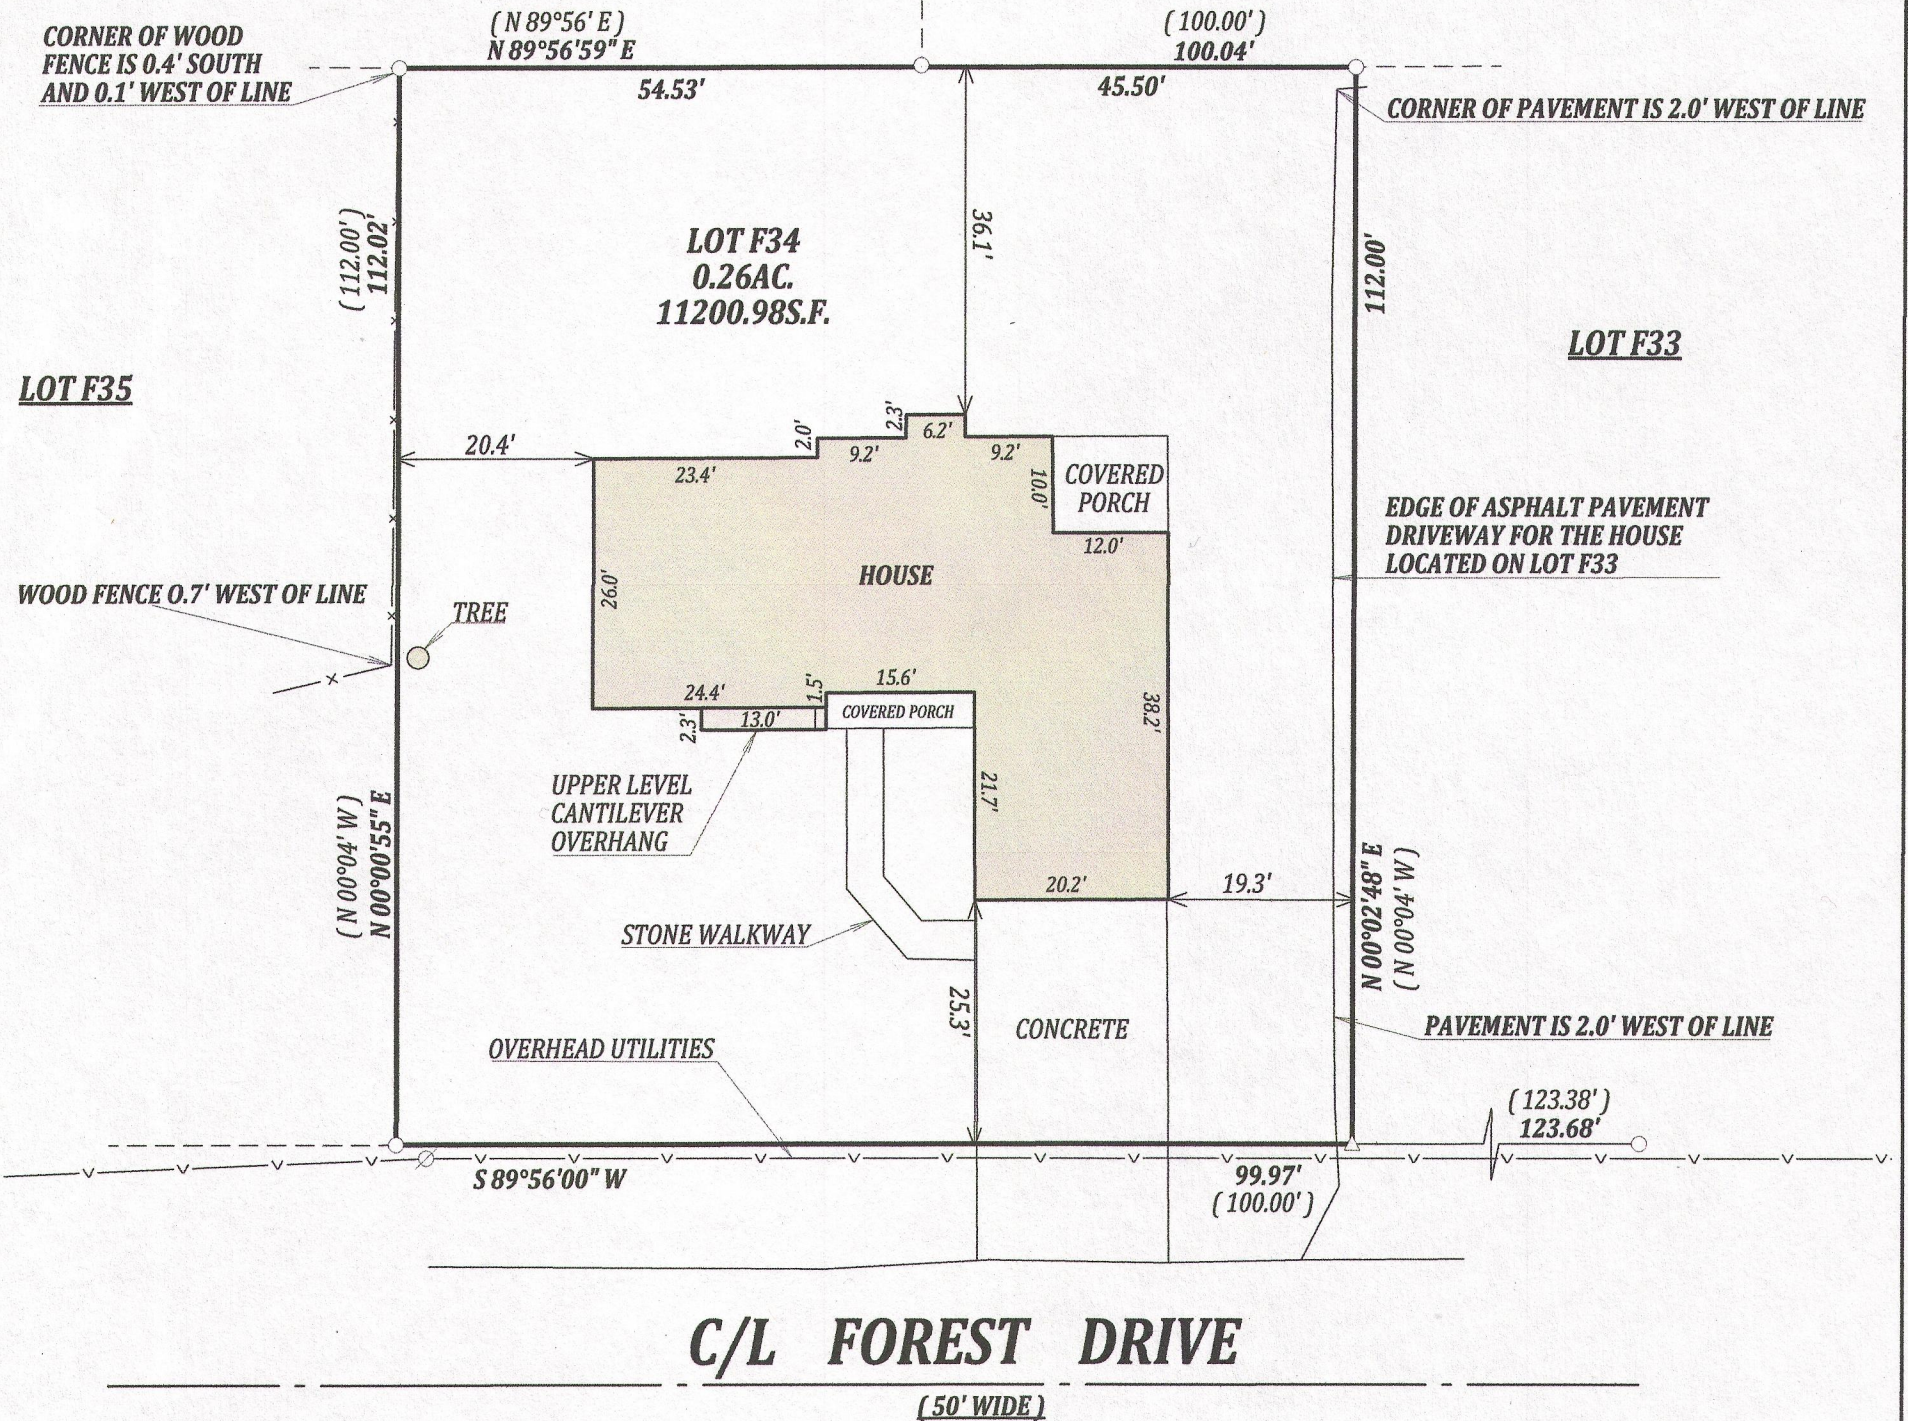 CORNER OF WOOD
FENCE IS 0.4' SOUTH
AND 0.1' WEST OF LINE
( N 89°56' E )
N 89°56'59" E
( 100.00' )
100.04'
54.53'
45.50'
CORNER OF PAVEMENT IS 2.0' WEST OF LINE
( 112.00' )
112.02'
LOT F34
0.26AC.
11200.98S.F.
36.1'
112.00'
LOT F33
LOT F35
20.4'
23.4'
2.0'
9.2'
2.3'
6.2'
9.2'
10.0'
COVERED
PORCH
12.0'
EDGE OF ASPHALT PAVEMENT
DRIVEWAY FOR THE HOUSE
LOCATED ON LOT F33
HOUSE
26.0'
WOOD FENCE 0.7' WEST OF LINE
TREE
24.4'
1.5'
15.6'
COVERED PORCH
2.3'
13.0'
38.2'
UPPER LEVEL
CANTILEVER
OVERHANG
21.7'
( N 00°04' W )
N 00°00'55" E
20.2'
19.3'
N 00°02'48" E
( N 00°04' W )
STONE WALKWAY
25.3'
CONCRETE
PAVEMENT IS 2.0' WEST OF LINE
OVERHEAD UTILITIES
( 123.38' )
123.68'
S 89°56'00" W
99.97'
( 100.00' )
C/L FOREST DRIVE
( 50' WIDE )